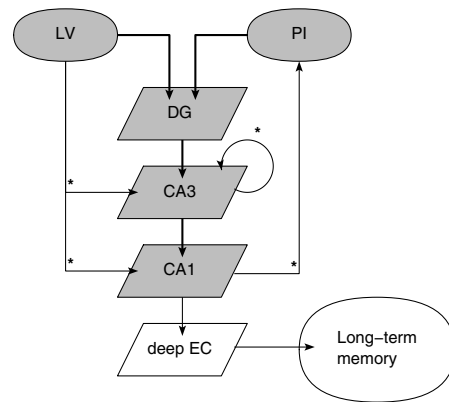 LV
PI
DG
*
CA3
*
CA1
*
*
deep EC
Long–term
memory